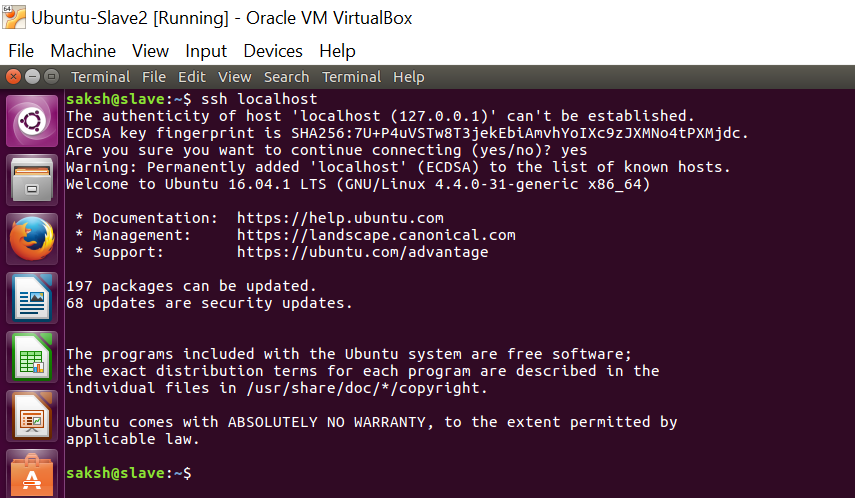 64
Ubuntu-Slave2 [Running] - Oracle VM VirtualBox
File Machine View Input Devices Help
Terminal File Edit View Search Terminal Help
saksh@slave:~$ ssh localhost
The authenticity of host 'localhost (127.0.0.1)' can't be established.
ECDSA key fingerprint is SHA256:7U+P4uVSTw8T3jekEbiAmvhYoIXc9zJXMNo4tPXMjdc.
Are you sure you want to continue connecting (yes/no)? yes
Warning: Permanently added 'localhost' (ECDSA) to the list of known hosts.
Welcome to Ubuntu 16.04.1 LTS (GNU/Linux 4.4.0-31-generic x86_64)
* Documentation:  https://help.ubuntu.com
* Management:     https://landscape.canonical.com
* Support:        https://ubuntu.com/advantage
197 packages can be updated.
68 updates are security updates.
The programs included with the Ubuntu system are free software;
the exact distribution terms for each program are described in the
individual files in /usr/share/doc/*/copyright.
Ubuntu comes with ABSOLUTELY NO WARRANTY, to the extent permitted by
applicable law.
saksh@slave:~$